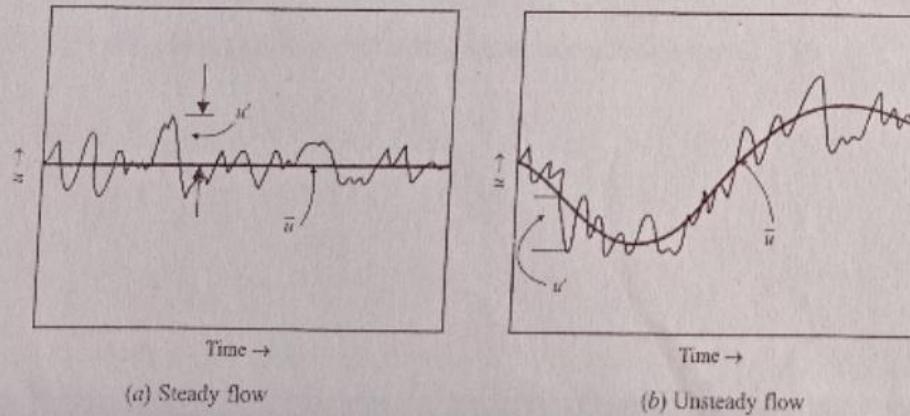 u'
u →
ū
Time →
(a) Steady flow
u →
ū
u'
Time →
(b) Unsteady flow